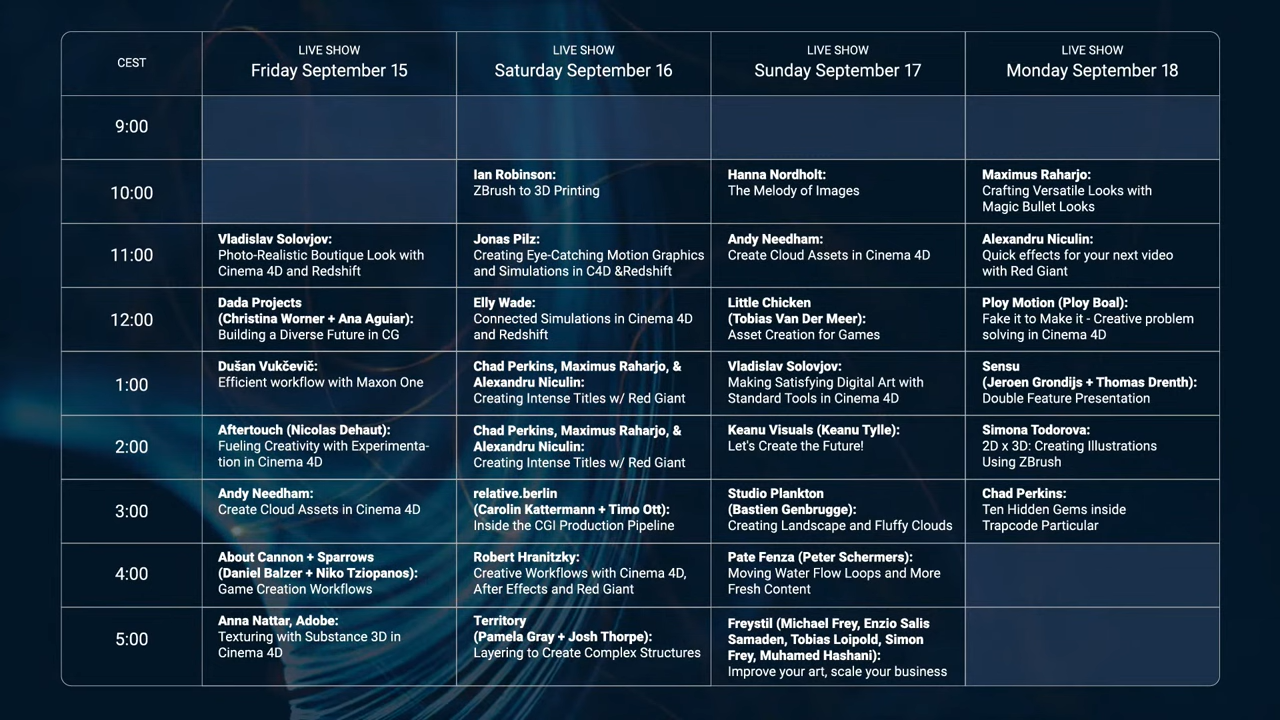 CEST
LIVE SHOW
Friday September 15
LIVE SHOW
Saturday September 16
LIVE SHOW
Sunday September 17
LIVE SHOW
Monday September 18
9:00
10:00
Ian Robinson:
ZBrush to 3D Printing
Hanna Nordholt:
The Melody of Images
Maximus Raharjo:
Crafting Versatile Looks with
Magic Bullet Looks
11:00
Vladislav Solovjov:
Photo-Realistic Boutique Look with
Cinema 4D and Redshift
Jonas Pilz:
Creating Eye-Catching Motion Graphics
and Simulations in C4D &Redshift
Andy Needham:
Create Cloud Assets in Cinema 4D
Alexandru Niculin:
Quick effects for your next video
with Red Giant
12:00
Dada Projects
(Christina Worner + Ana Aguiar):
Building a Diverse Future in CG
Elly Wade:
Connected Simulations in Cinema 4D
and Redshift
Little Chicken
(Tobias Van Der Meer):
Asset Creation for Games
Ploy Motion (Ploy Boal):
Fake it to Make it - Creative problem
solving in Cinema 4D
1:00
Dušan Vukčevič:
Efficient workflow with Maxon One
Chad Perkins, Maximus Raharjo, &
Alexandru Niculin:
Creating Intense Titles w/ Red Giant
Vladislav Solovjov:
Making Satisfying Digital Art with
Standard Tools in Cinema 4D
Sensu
(Jeroen Grondijs + Thomas Drenth):
Double Feature Presentation
2:00
Aftertouch (Nicolas Dehaut):
Fueling Creativity with Experimenta-
tion in Cinema 4D
Chad Perkins, Maximus Raharjo, &
Alexandru Niculin:
Creating Intense Titles w/ Red Giant
Keanu Visuals (Keanu Tylle):
Let's Create the Future!
Simona Todorova:
2D x 3D: Creating Illustrations
Using ZBrush
3:00
Andy Needham:
Create Cloud Assets in Cinema 4D
relative.berlin
(Carolin Kattermann + Timo Ott):
Inside the CGI Production Pipeline
Studio Plankton
(Bastien Genbrugge):
Creating Landscape and Fluffy Clouds
Chad Perkins:
Ten Hidden Gems inside
Trapcode Particular
4:00
About Cannon + Sparrows
(Daniel Balzer + Niko Tziopanos):
Game Creation Workflows
Robert Hranitzky:
Creative Workflows with Cinema 4D,
After Effects and Red Giant
Pate Fenza (Peter Schermers):
Moving Water Flow Loops and More
Fresh Content
5:00
Anna Nattar, Adobe:
Texturing with Substance 3D in
Cinema 4D
Territory
(Pamela Gray + Josh Thorpe):
Layering to Create Complex Structures
Freystil (Michael Frey, Enzio Salis
Samaden, Tobias Loipold, Simon
Frey, Muhamed Hashani):
Improve your art, scale your business